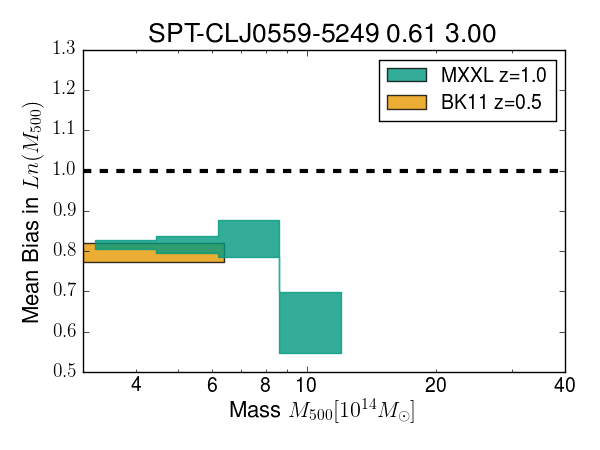 SPT-CLJ0559-5249 0.61 3.00
MXXL z=1.0
BK11 z=0.5
Mean Bias in Ln(M₅₀₀)
1.3
1.2
1.1
1.0
0.9
0.8
0.7
0.6
0.5
4 6 8 10 20 40
Mass M₅₀₀[10¹⁴M☉]